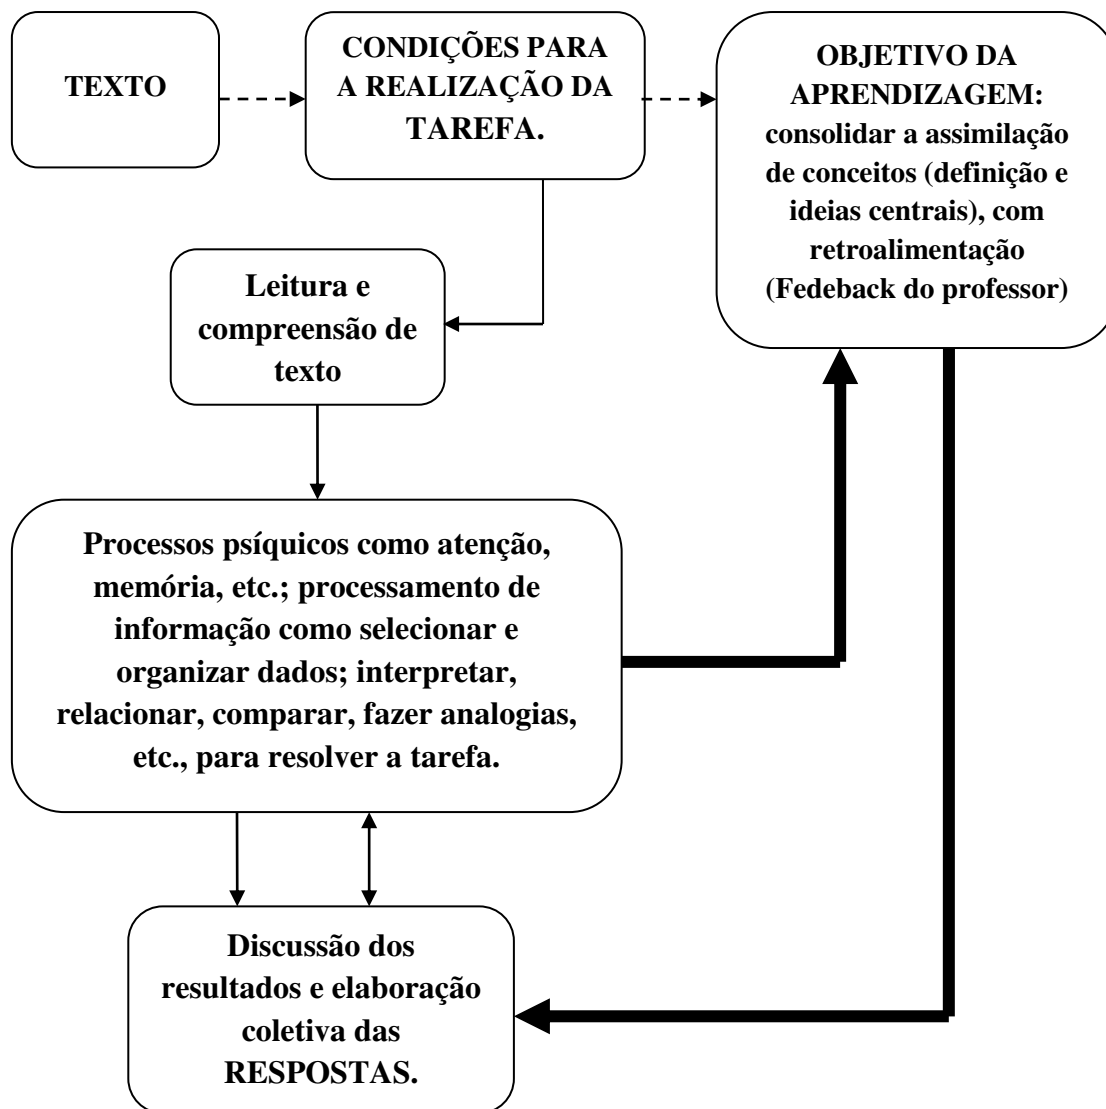 TEXTO
CONDIÇÕES PARA
A REALIZAÇÃO DA
TAREFA.
OBJETIVO DA
APRENDIZAGEM:
consolidar a assimilação
de conceitos (definição e
ideias centrais), com
retroalimentação
(Fedeback do professor)
Leitura e
compreensão de
texto
Processos psíquicos como atenção,
memória, etc.; processamento de
informação como selecionar e
organizar dados; interpretar,
relacionar, comparar, fazer analogias,
etc., para resolver a tarefa.
Discussão dos
resultados e elaboração
coletiva das
RESPOSTAS.